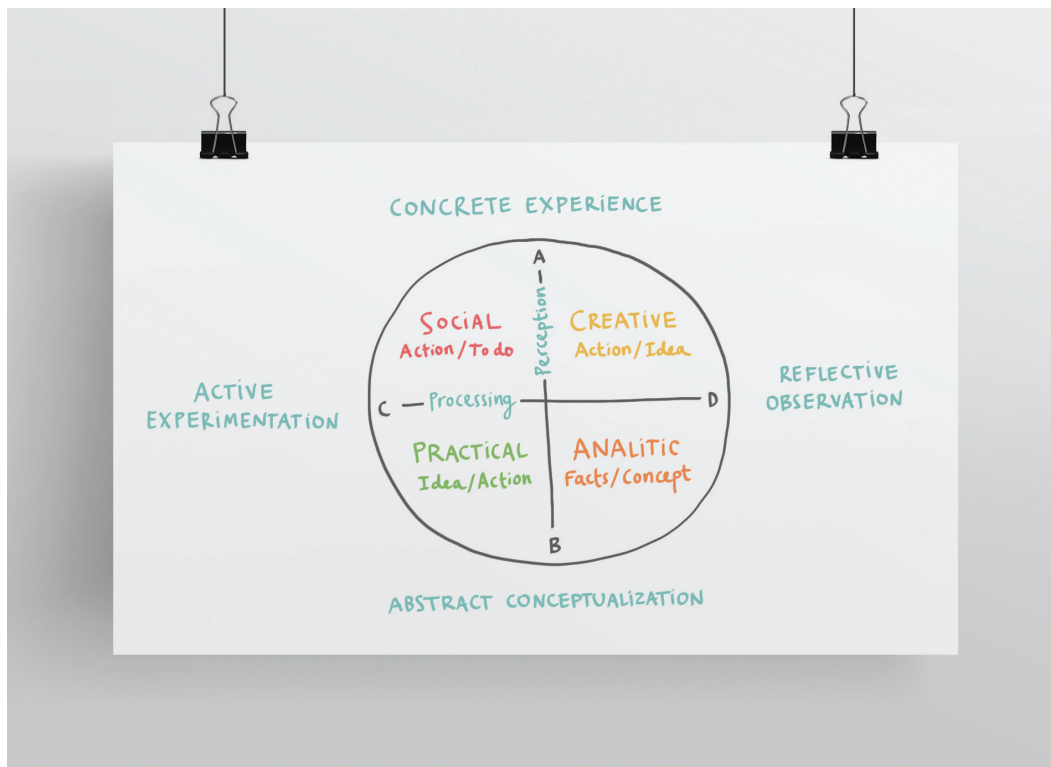 CONCRETE EXPERIENCE
A
Perception
SOCiAL
Action/To do
CREATiVE
Action/Idea
ACTiVE
EXPERiMENTATION
C
Processing
D
REFLECTiVE
OBSERVATiON
PRACTiCAL
Idea/Action
ANALiTiC
Facts/Concept
B
ABSTRACT CONCEPTUALiZATiON